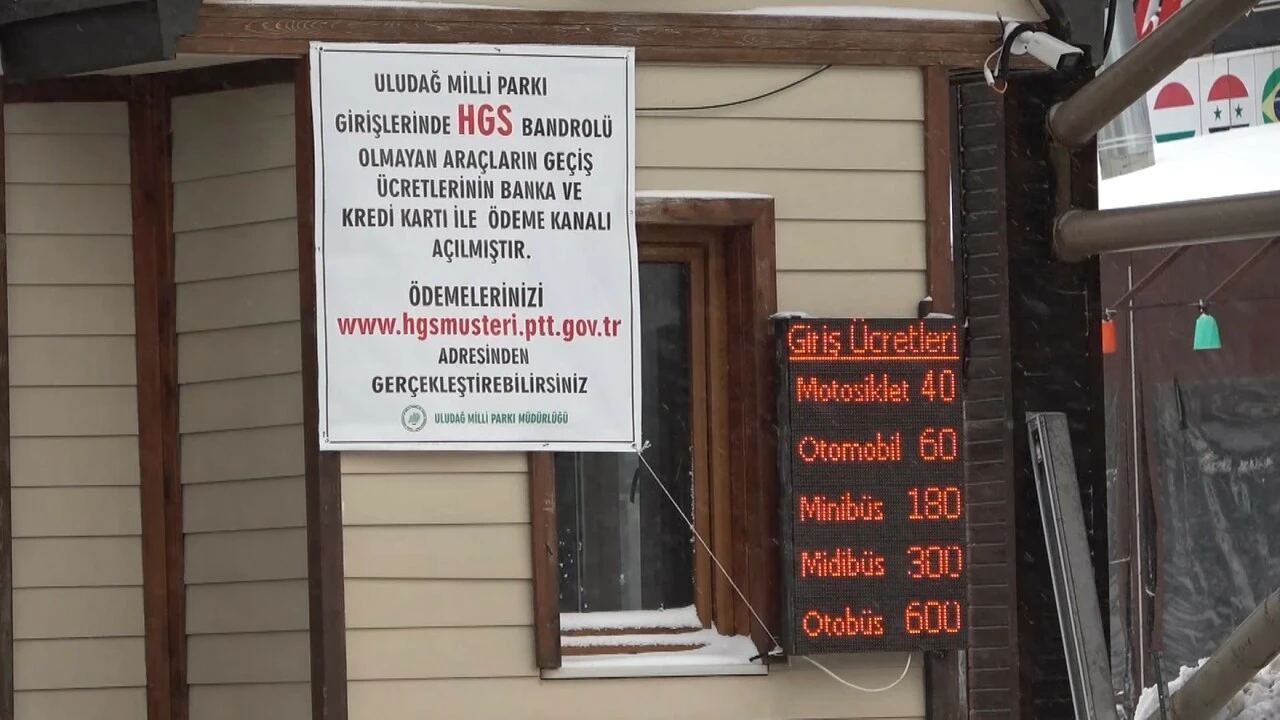 ULUDAĞ MİLLİ PARKI
GİRİŞLERİNDE HGS BANDROLÜ
OLMAYAN ARAÇLARIN GEÇİŞ
ÜCRETLERİNİN BANKA VE
KREDİ KARTI İLE ÖDEME KANALI
AÇILMIŞTIR.
ÖDEMELERİNİZİ
www.hgsmusteri.ptt.gov.tr
ADRESİNDEN
GERÇEKLEŞTİREBİLİRSİNİZ
ULUDAĞ MİLLİ PARKI MÜDÜRLÜĞÜ
Giriş Ücretleri
Motosiklet 40
Otomobil 60
Minibüs 180
Midibüs 300
Otobüs 600